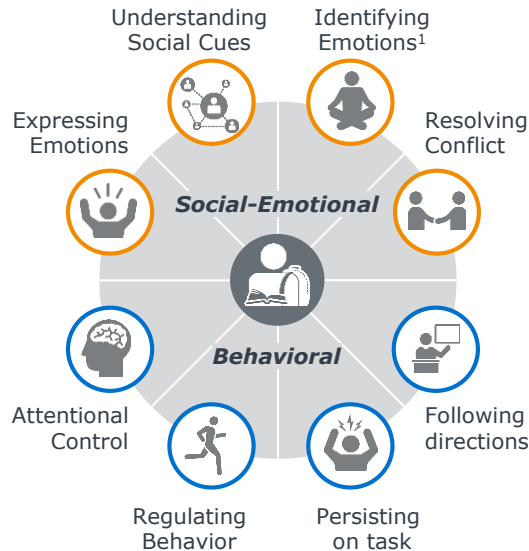 Understanding
Social Cues
Identifying
Emotions¹
Expressing
Emotions
Resolving
Conflict
Social-Emotional
Behavioral
Attentional
Control
Following
directions
Regulating
Behavior
Persisting
on task